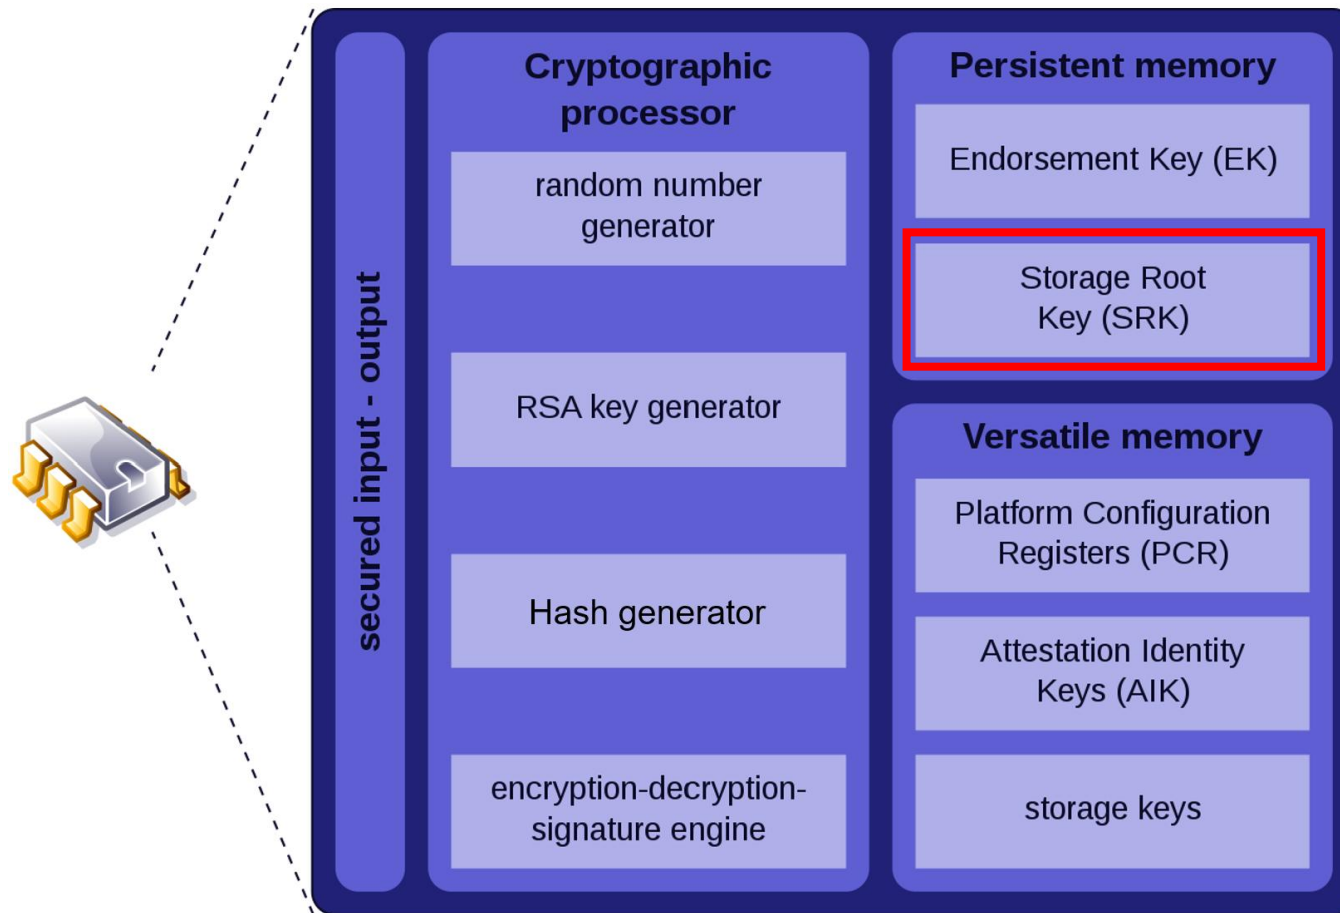 secured input - output
Cryptographic
processor
random number
generator
RSA key generator
Hash generator
encryption-decryption-
signature engine
Persistent memory
Endorsement Key (EK)
Storage Root
Key (SRK)
Versatile memory
Platform Configuration
Registers (PCR)
Attestation Identity
Keys (AIK)
storage keys